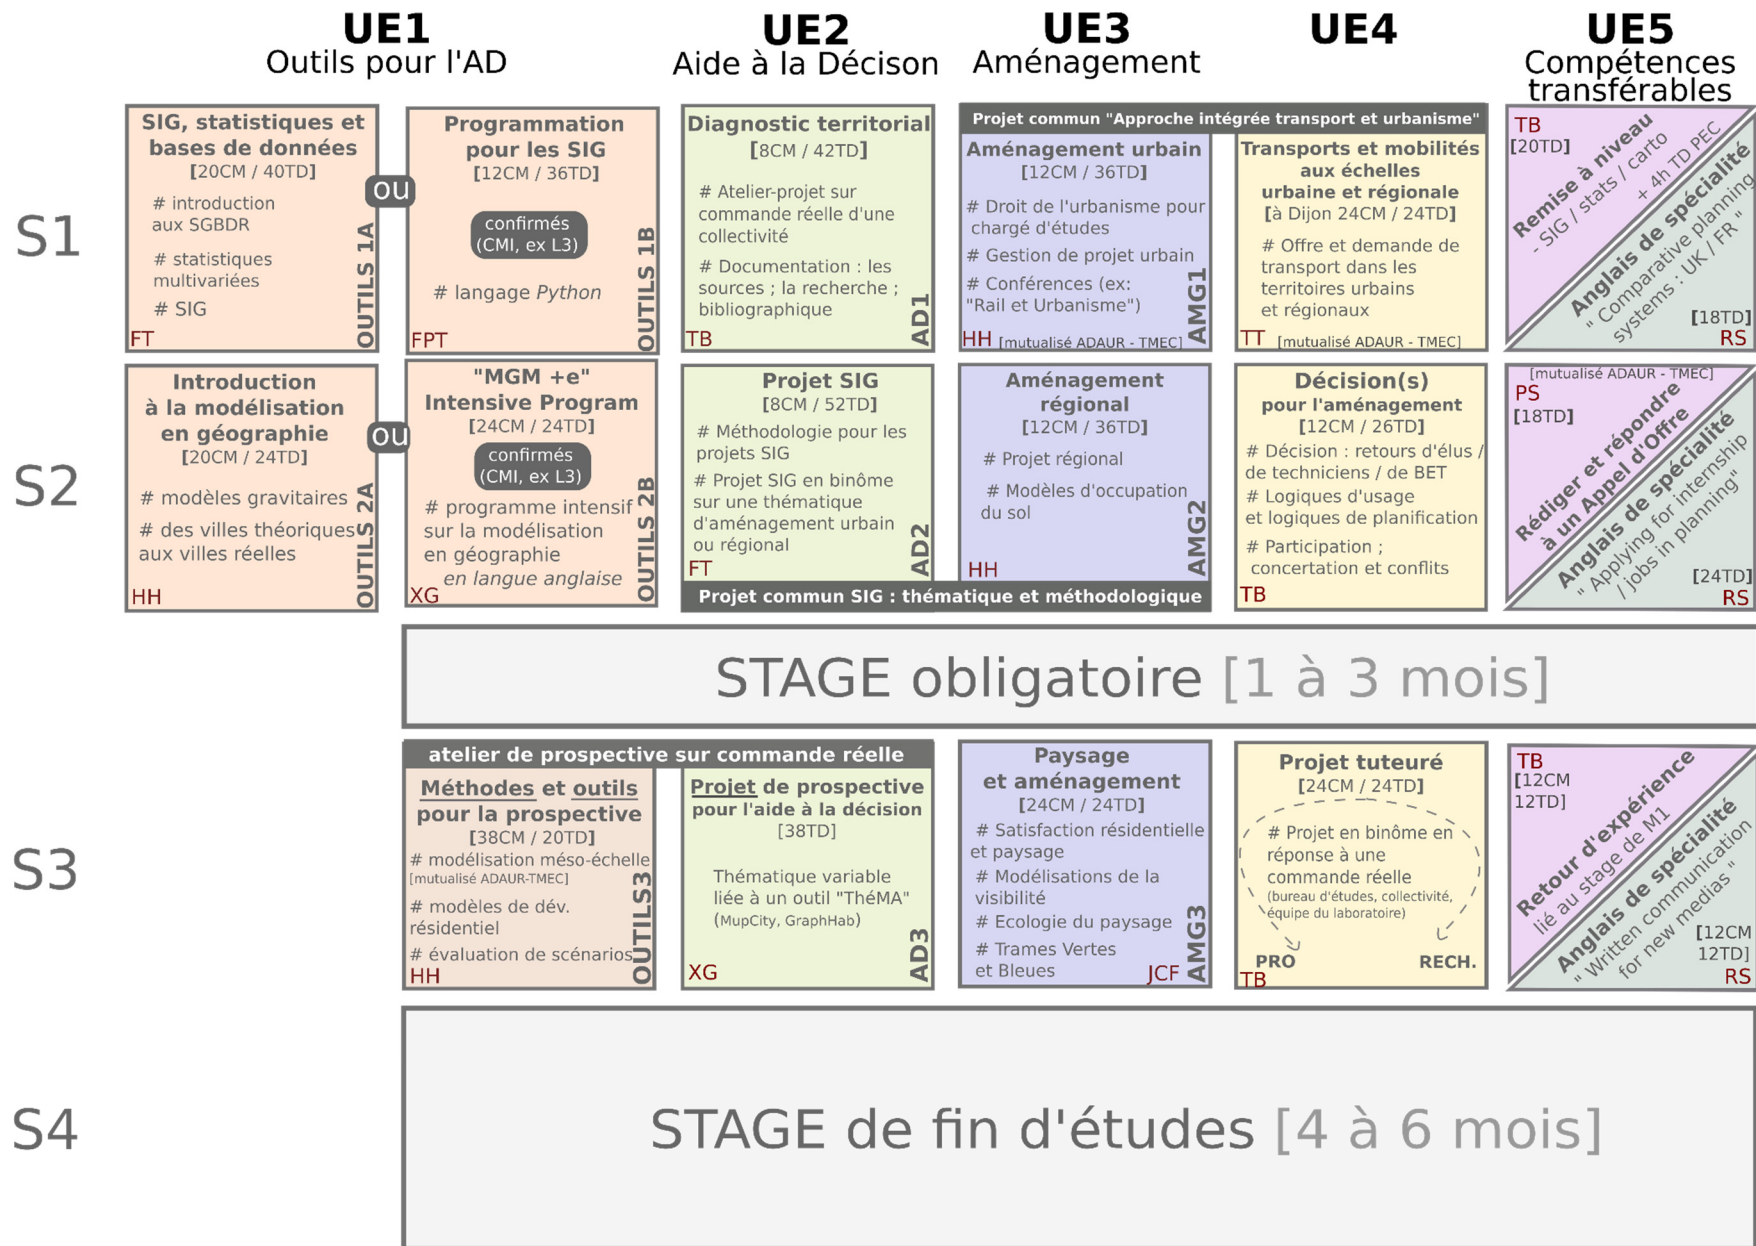 UE1
Outils pour l'AD
UE2
Aide à la Décison
UE3
Aménagement
UE4
UE5
Compétences
transférables
S1
SIG, statistiques et
bases de données
[20CM / 40TD]
# introduction
aux SGBDR
# statistiques
multivariées
# SIG
FT
OUTILS 1A
ou
Programmation
pour les SIG
[12CM / 36TD]
confirmés
(CMI, ex L3)
# langage Python
FPT
OUTILS 1B
Diagnostic territorial
[8CM / 42TD]
# Atelier-projet sur
commande réelle d'une
collectivité
# Documentation : les
sources ; la recherche ;
bibliographique
TB
AD1
Projet commun "Approche intégrée transport et urbanisme"
Aménagement urbain
[12CM / 36TD]
# Droit de l'urbanisme pour
chargé d'études
# Gestion de projet urbain
# Conférences (ex:
"Rail et Urbanisme")
HH [mutualisé ADAUR - TMEC]
AMG1
Transports et mobilités
aux échelles
urbaine et régionale
[à Dijon 24CM / 24TD]
# Offre et demande de
transport dans les
territoires urbains
et régionaux
TT [mutualisé ADAUR - TMEC]
TB
[20TD]
Remise à niveau
- SIG / stats / carto
+ 4h TD PEC
Anglais de spécialité
" Comparative planning
systems : UK / FR "
[18TD]
RS
S2
Introduction
à la modélisation
en géographie
[20CM / 24TD]
# modèles gravitaires
# des villes théoriques
aux villes réelles
HH
OUTILS 2A
ou
"MGM +e"
Intensive Program
[24CM / 24TD]
confirmés
(CMI, ex L3)
# programme intensif
sur la modélisation
en géographie
en langue anglaise
XG
OUTILS 2B
Projet SIG
[8CM / 52TD]
# Méthodologie pour les
projets SIG
# Projet SIG en binôme
sur une thématique
d'aménagement urbain
ou régional
FT
AD2
Aménagement
régional
[12CM / 36TD]
# Projet régional
# Modèles d'occupation
du sol
HH
AMG2
Projet commun SIG : thématique et méthodologique
Décision(s)
pour l'aménagement
[12CM / 26TD]
# Décision : retours d'élus /
de techniciens / de BET
# Logiques d'usage
et logiques de planification
# Participation ;
concertation et conflits
TB
[mutualisé ADAUR - TMEC]
PS
[18TD]
Rédiger et répondre
à un Appel d'Offre
Anglais de spécialité
" Applying for internship
/ jobs in planning"
[24TD]
RS
STAGE obligatoire [1 à 3 mois]
S3
atelier de prospective sur commande réelle
Méthodes et outils
pour la prospective
[38CM / 20TD]
# modélisation méso-échelle
[mutualisé ADAUR-TMEC]
# modèles de dév.
résidentiel
# évaluation de scénarios
HH
OUTILS3
Projet de prospective
pour l'aide à la décision
[38TD]
Thématique variable
liée à un outil "ThéMA"
(MupCity, GraphHab)
XG
AD3
Paysage
et aménagement
[24CM / 24TD]
# Satisfaction résidentielle
et paysage
# Modélisations de la
visibilité
# Ecologie du paysage
# Trames Vertes
et Bleues
JCF
AMG3
Projet tuteuré
[24CM / 24TD]
# Projet en binôme en
réponse à une
commande réelle
(bureau d'études, collectivité,
équipe du laboratoire)
PRO
RECH.
TB
TB
[12CM
12TD]
Retour d'expérience
lié au stage de M1
Anglais de spécialité
" Written communication
for new medias "
[12CM
12TD]
RS
S4
STAGE de fin d'études [4 à 6 mois]